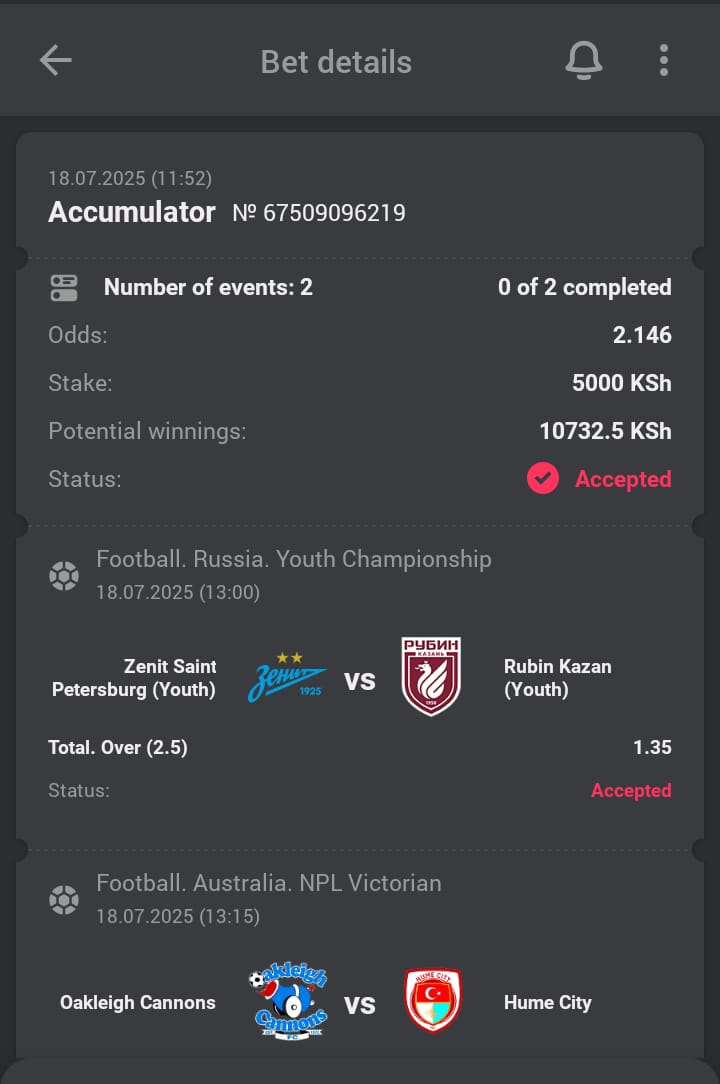 Bet details
18.07.2025 (11:52)
Accumulator № 67509096219
Number of events: 2 0 of 2 completed
Odds: 2.146
Stake: 5000 KSh
Potential winnings: 10732.5 KSh
Status: Accepted
Football. Russia. Youth Championship
18.07.2025 (13:00)
Zenit Saint
Petersburg (Youth)
Зенит
1925
VS
РУБИН
КАЗАНЬ
1958
Rubin Kazan
(Youth)
Total. Over (2.5) 1.35
Status: Accepted
Football. Australia. NPL Victorian
18.07.2025 (13:15)
Oakleigh Cannons
Oakleigh
Cannons
FC
VS
HUME CITY
Hume City